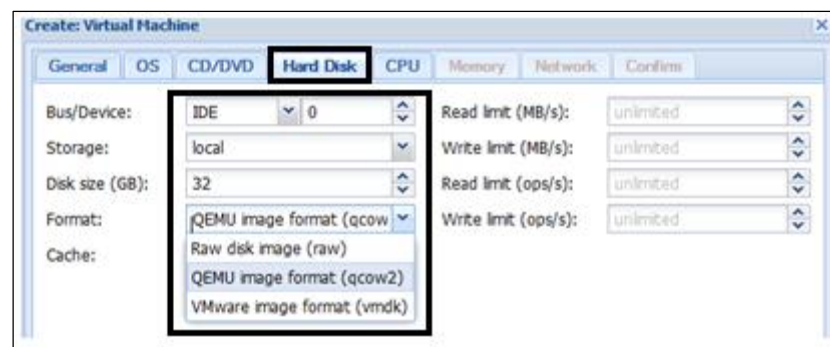 Create: Virtual Machine
General OS CD/DVD Hard Disk CPU Memory Network Confirm
Bus/Device: IDE 0 Read limit (MB/s): unlimited
Storage: local Write limit (MB/s): unlimited
Disk size (GB): 32 Read limit (ops/s): unlimited
Format: QEMU image format (qcow Write limit (ops/s): unlimited
Cache: Raw disk image (raw)
QEMU image format (qcow2)
VMware image format (vmdk)